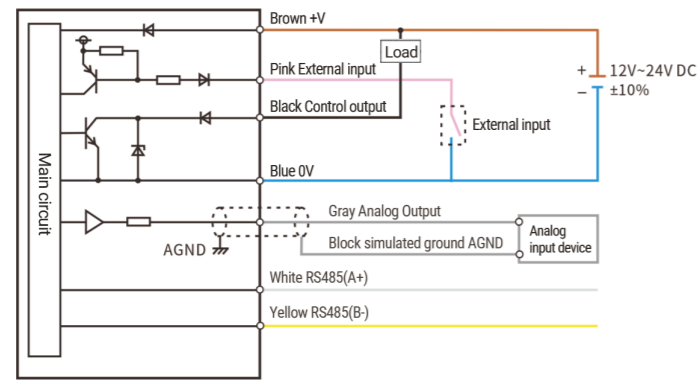 Brown +V
Load
Pink External input
+ 12V~24V DC
− ±10%
Black Control output
External input
Main circuit
Blue 0V
Gray Analog Output
Analog
input device
AGND
Block simulated ground AGND
White RS485(A+)
Yellow RS485(B-)